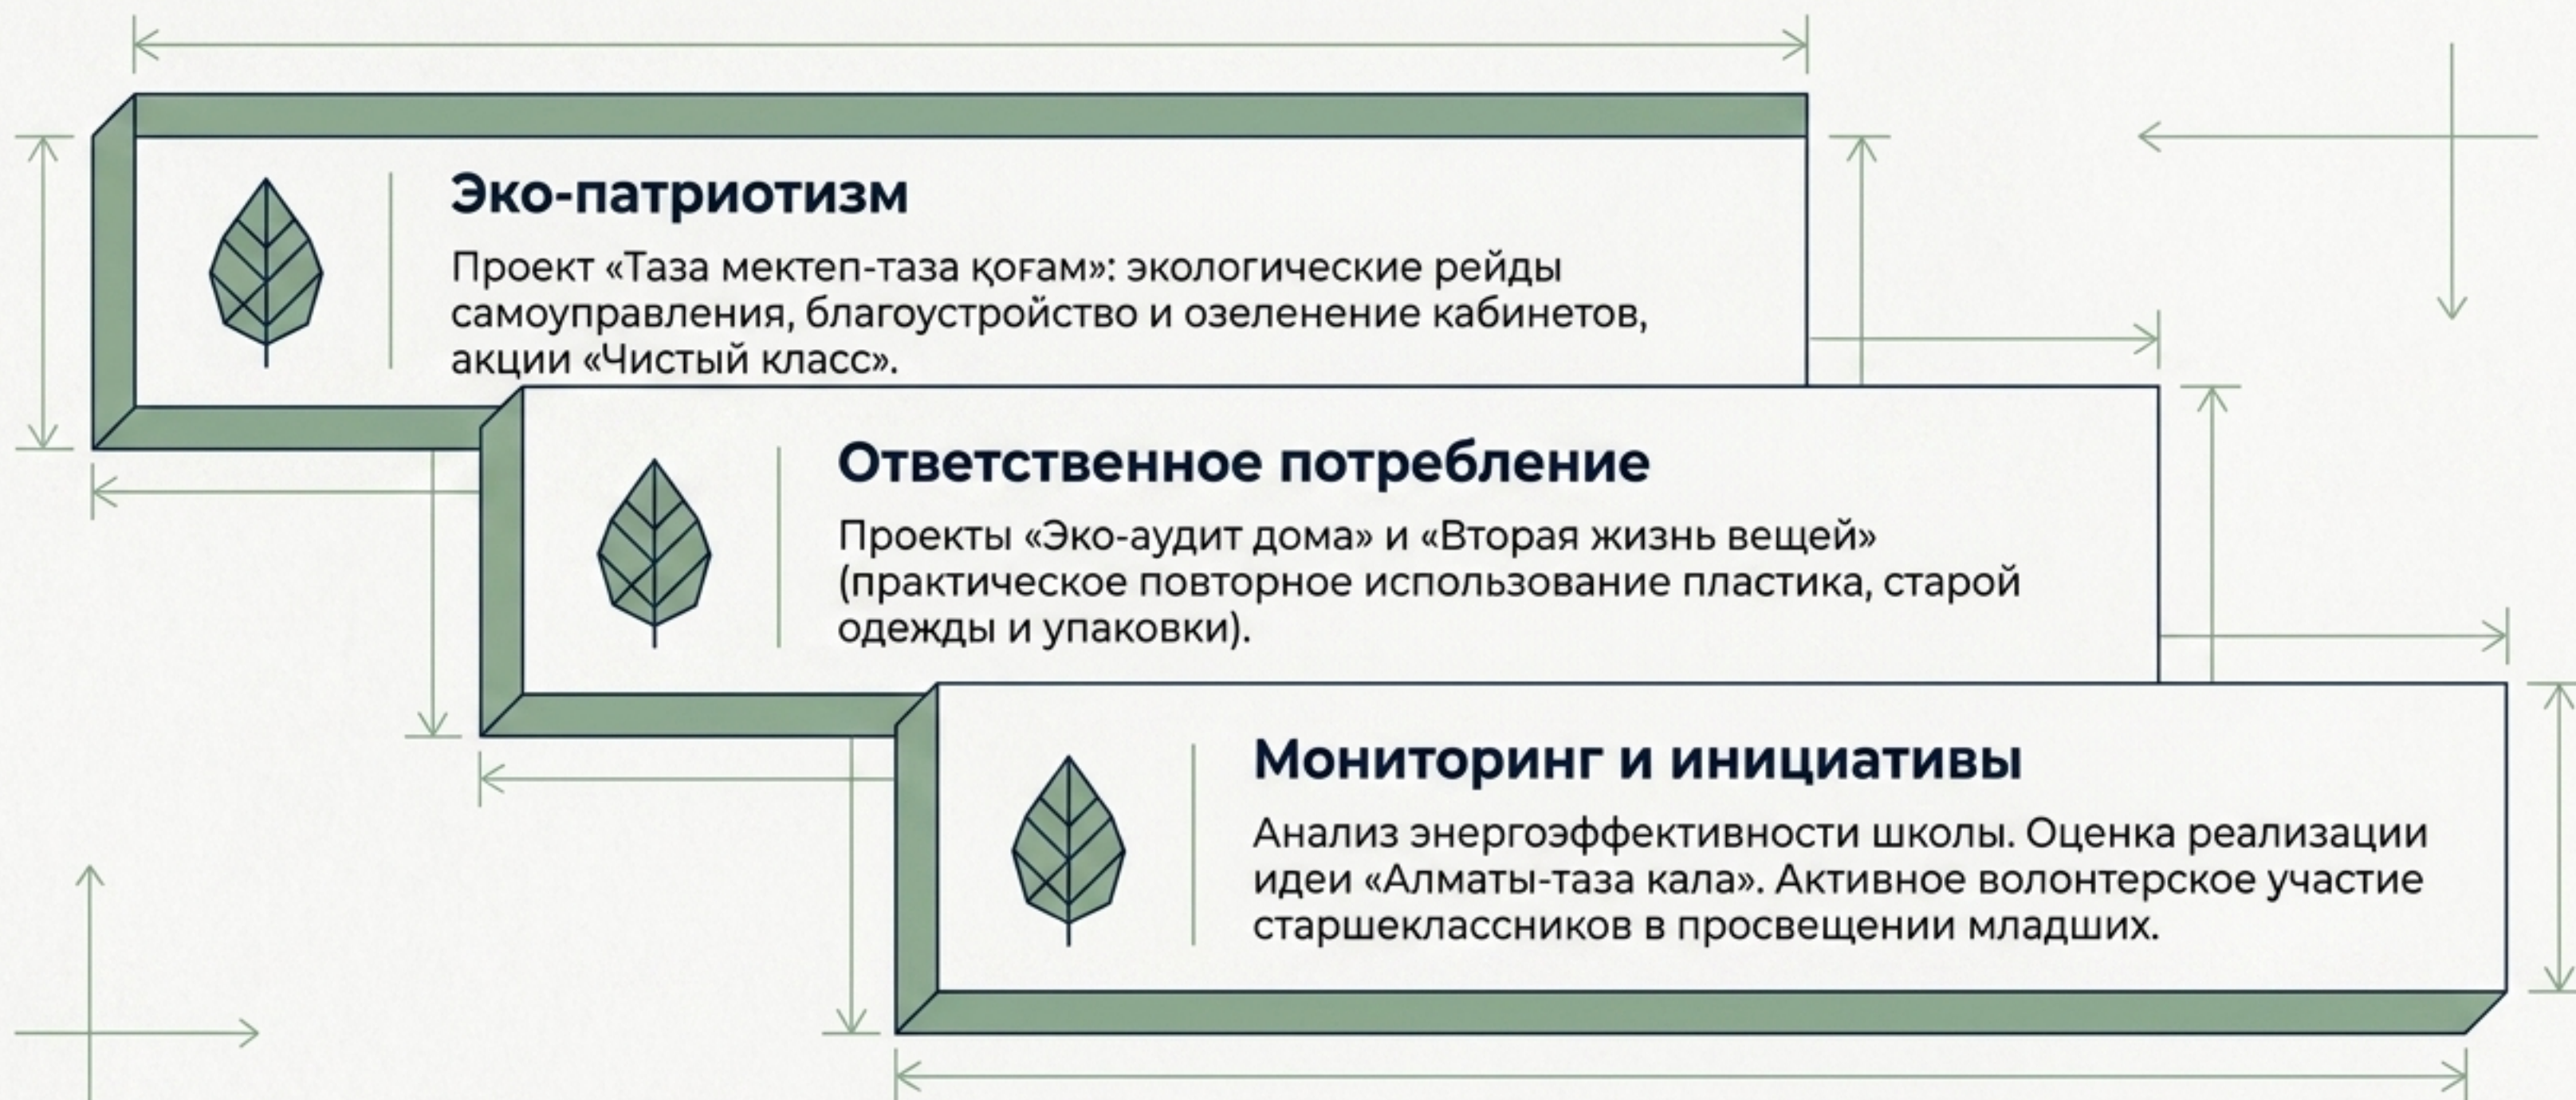 Эко-патриотизм
Проект «Таза мектеп-таза қоғам»: экологические рейды
самоуправления, благоустройство и озеленение кабинетов,
акции «Чистый класс».
Ответственное потребление
Проекты «Эко-аудит дома» и «Вторая жизнь вещей»
(практическое повторное использование пластика, старой
одежды и упаковки).
Мониторинг и инициативы
Анализ энергоэффективности школы. Оценка реализации
идеи «Алматы-таза кала». Активное волонтерское участие
старшеклассников в просвещении младших.